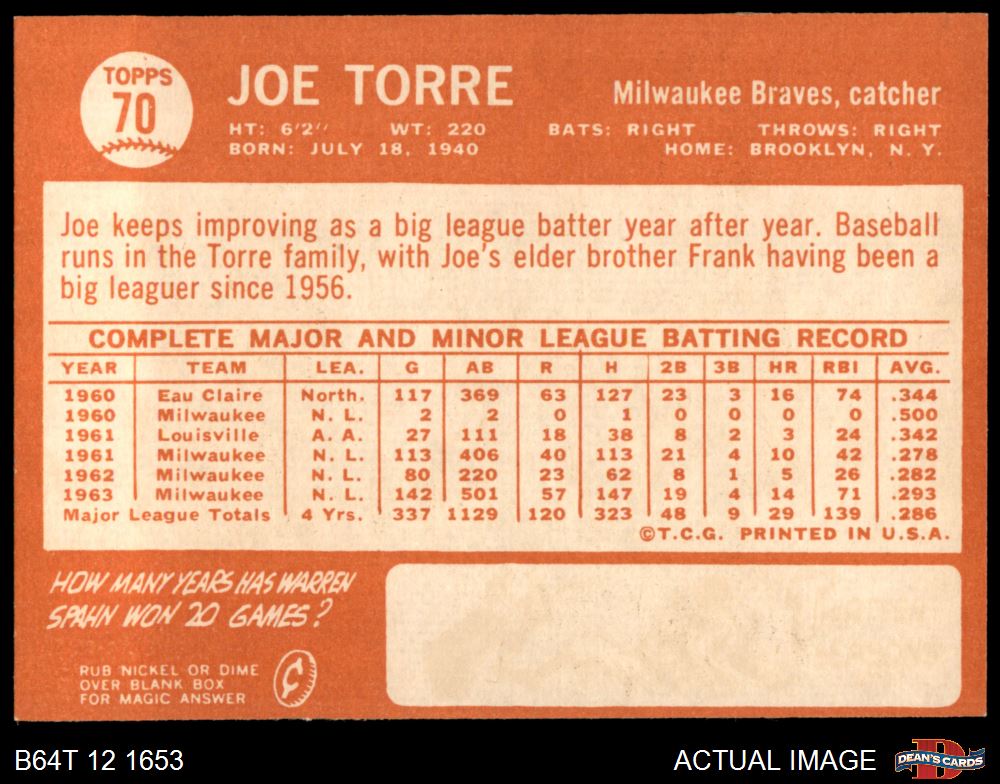 TOPPS
70
JOE TORRE
Milwaukee Braves, catcher
HT: 6'2" WT: 220 BATS: RIGHT THROWS: RIGHT
BORN: JULY 18, 1940 HOME: BROOKLYN, N. Y.
Joe keeps improving as a big league batter year after year. Baseball
runs in the Torre family, with Joe's elder brother Frank having been a
big leaguer since 1956.
COMPLETE MAJOR AND MINOR LEAGUE BATTING RECORD
YEAR TEAM LEA. G AB R H 2B 3B HR RBI AVG.
1960 Eau Claire North. 117 369 63 127 23 3 16 74 .344
1960 Milwaukee N. L. 2 2 0 1 0 0 0 0 .500
1961 Louisville A. A. 27 111 18 38 8 2 3 24 .342
1961 Milwaukee N. L. 113 406 40 113 21 4 10 42 .278
1962 Milwaukee N. L. 80 220 23 62 8 1 5 26 .282
1963 Milwaukee N. L. 142 501 57 147 19 4 14 71 .293
Major League Totals 4 Yrs. 337 1129 120 323 48 9 29 139 .286
©T.C.G. PRINTED IN U.S.A.
HOW MANY YEARS HAS WARREN
SPAHN WON 20 GAMES?
RUB NICKEL OR DIME
OVER BLANK BOX
FOR MAGIC ANSWER
¢
B64T 12 1653
ACTUAL IMAGE
D
DEAN'S CARDS